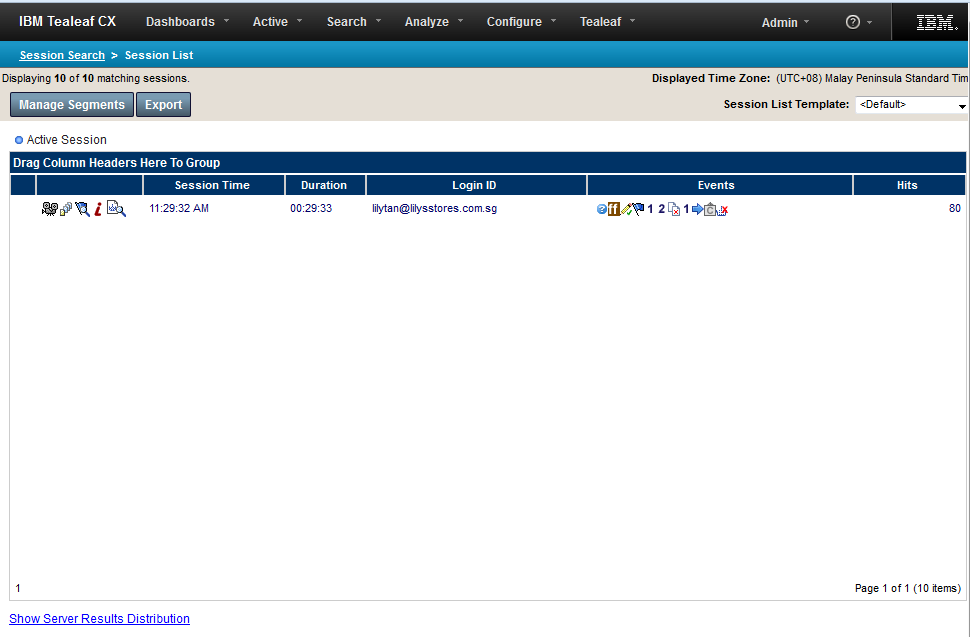 IBM Tealeaf CX Dashboards Active Search Analyze Configure Tealeaf Admin ? IBM.
Session Search > Session List
Displaying 10 of 10 matching sessions. Displayed Time Zone: (UTC+08) Malay Peninsula Standard Tim
Manage Segments Export Session List Template: <Default>
Active Session
Drag Column Headers Here To Group
Session Time Duration Login ID Events Hits
11:29:32 AM 00:29:33 lilytan@lilysstores.com.sg 1 2 1 80
1 Page 1 of 1 (10 items)
Show Server Results Distribution